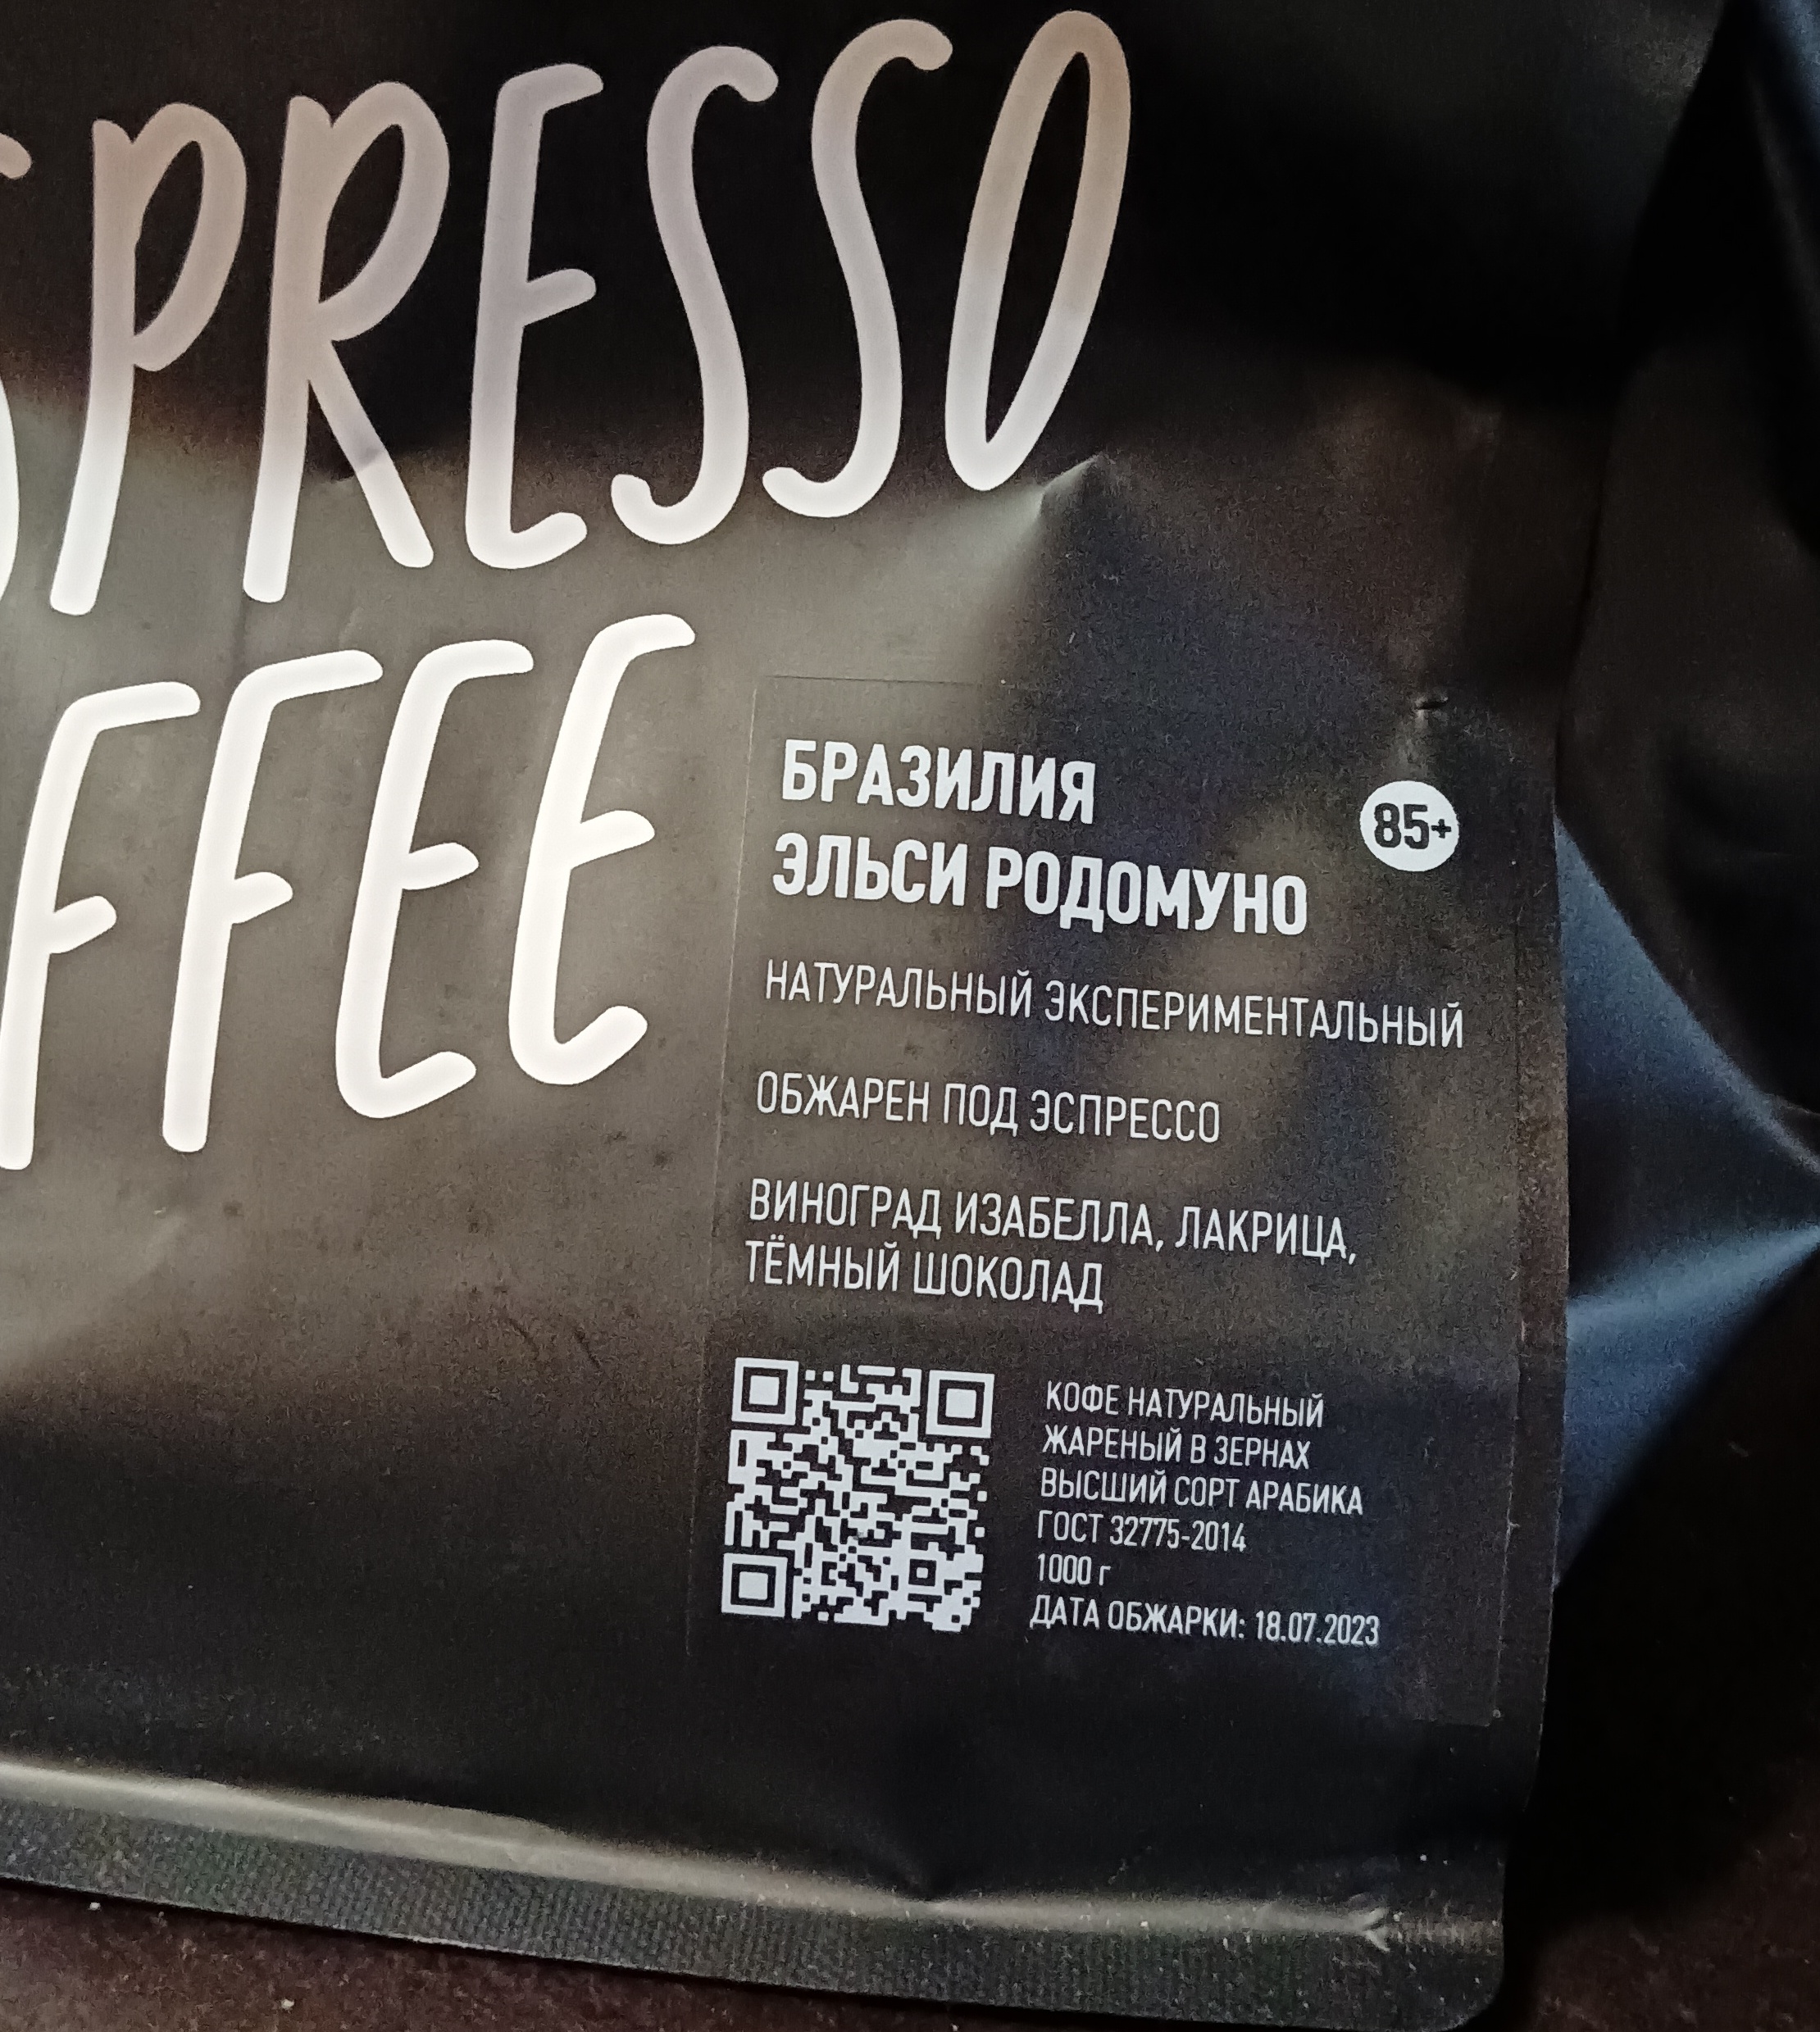 SPRESSO
FFEE
БРАЗИЛИЯ
ЭЛЬСИ РОДОМУНО
85+
НАТУРАЛЬНЫЙ ЭКСПЕРИМЕНТАЛЬНЫЙ
ОБЖАРЕН ПОД ЭСПРЕССО
ВИНОГРАД ИЗАБЕЛЛА, ЛАКРИЦА,
ТЁМНЫЙ ШОКОЛАД
КОФЕ НАТУРАЛЬНЫЙ
ЖАРЕНЫЙ В ЗЕРНАХ
ВЫСШИЙ СОРТ АРАБИКА
ГОСТ 32775-2014
1000 г
ДАТА ОБЖАРКИ: 18.07.2023